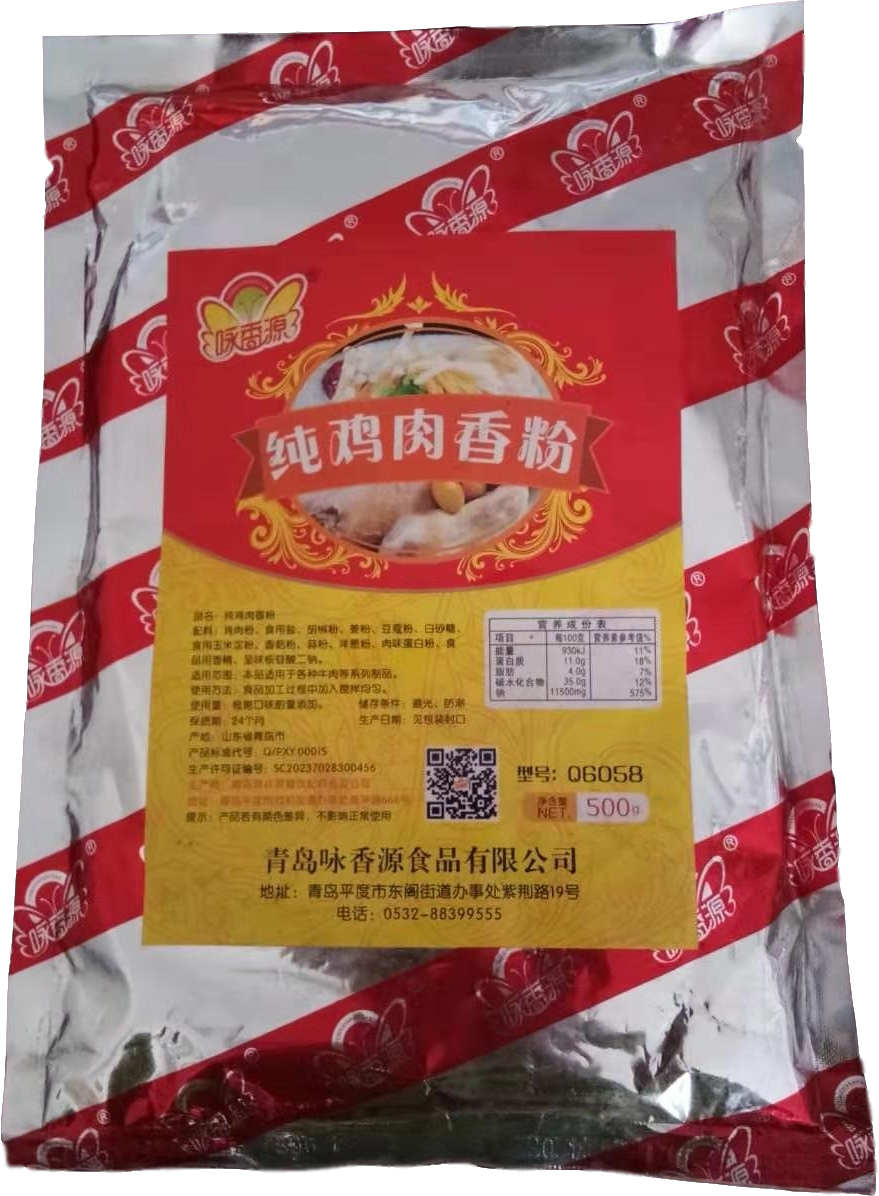 咏香源
纯鸡肉香粉
品名：纯鸡肉香粉
配料：鸡肉粉、食用盐、胡椒粉、姜粉、豆蔻粉、白砂糖、
食用玉米淀粉、香菇粉、蒜粉、洋葱粉、肉味蛋白粉、食
品用香精、呈味核苷酸二钠。
适用范围：本品适用于各种牛肉等系列制品。
使用方法：食品加工过程中加入搅拌均匀。
使用量：根据口味酌量添加。 储存条件：避光、防潮
保质期：24个月 生产日期：见包装封口
产地：山东省青岛市
产品标准代号：Q/PXY 0001S
生产许可证编号：SC20237028300456
提示：产品若有颜色差异，不影响正常使用
营养成份表
项目 每100克 营养素参考值%
能量 930kJ 11%
蛋白质 11.0g 18%
脂肪 4.0g 7%
碳水化合物 35.0g 12%
钠 11500mg 575%
型号：Q6058
净含量
NET. 500g
青岛咏香源食品有限公司
地址：青岛平度市东阁街道办事处紫荆路19号
电话：0532-88399555